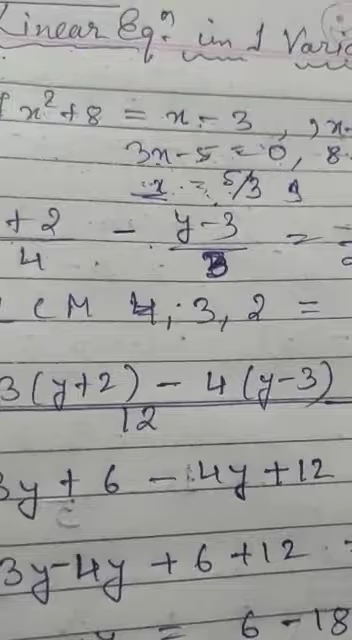 Linear Eqⁿ in 1 Vari
x² + 8 = x - 3 , , x
3x - 5 = 0, 8
x = 5/3
+ 2 / 4 - y - 3 / 3 =
LCM 4, 3, 2 =
3(y+2) - 4(y-3) / 12
3y + 6 - 4y + 12
3y - 4y + 6 + 12
= 6 - 18